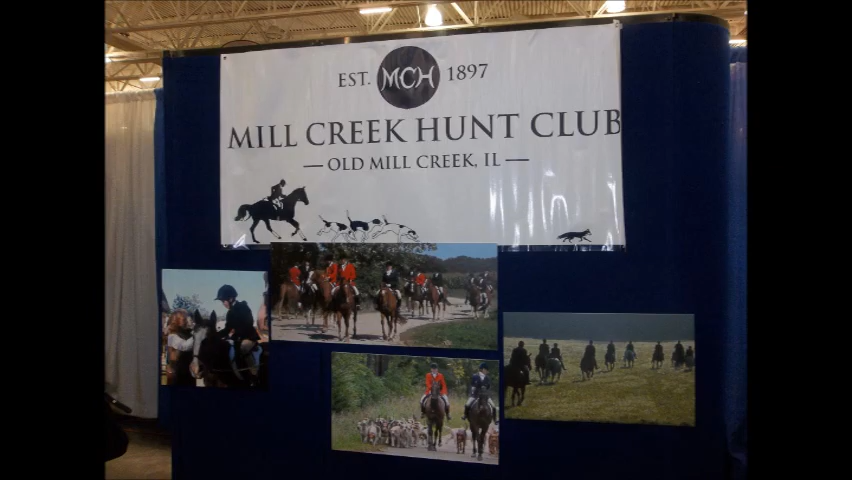 EST. MCH 1897
MILL CREEK HUNT CLUB
— OLD MILL CREEK, IL —